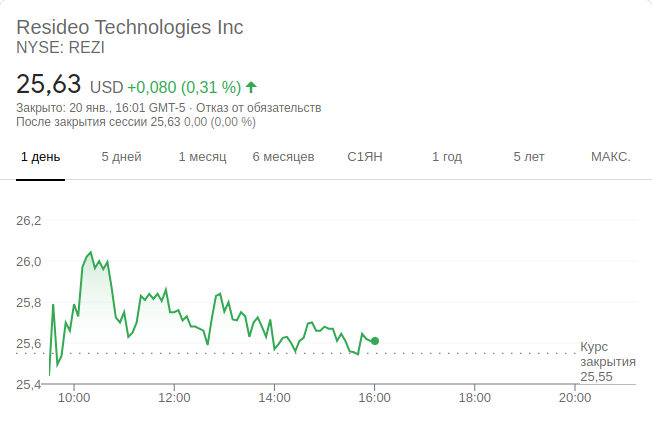 Resideo Technologies Inc
NYSE: REZI
25,63 USD +0,080 (0,31 %)
Закрыто: 20 янв., 16:01 GMT-5 · Отказ от обязательств
После закрытия сессии 25,63 0,00 (0,00 %)
1 день 5 дней 1 месяц 6 месяцев С1ЯН 1 год 5 лет МАКС.
26,2
26,0
25,8
25,6
25,4
Курс
закрытия
25,55
10:00 12:00 14:00 16:00 18:00 20:00